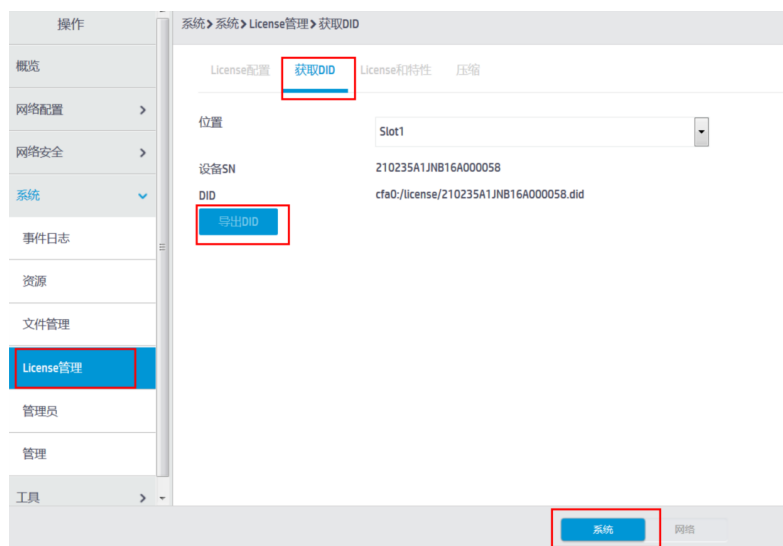 操作
系统>系统>License管理>获取DID
概览
网络配置
网络安全
系统
事件日志
资源
文件管理
License管理
管理员
管理
工具
License配置 获取DID License和特性 压缩
位置 Slot1
设备SN 210235A1JNB16A000058
DID cfa0:/license/210235A1JNB16A000058.did
导出DID
系统 网络